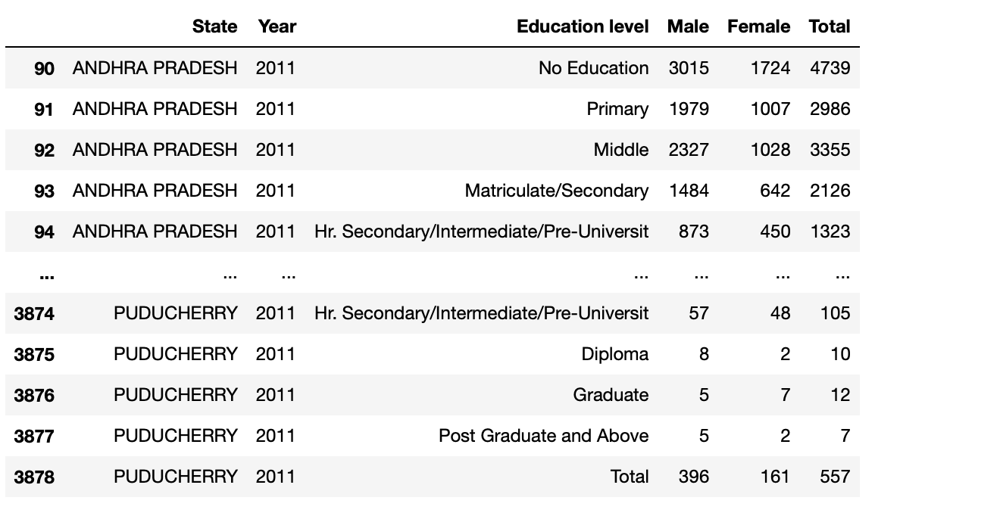 State Year Education level Male Female Total
90 ANDHRA PRADESH 2011 No Education 3015 1724 4739
91 ANDHRA PRADESH 2011 Primary 1979 1007 2986
92 ANDHRA PRADESH 2011 Middle 2327 1028 3355
93 ANDHRA PRADESH 2011 Matriculate/Secondary 1484 642 2126
94 ANDHRA PRADESH 2011 Hr. Secondary/Intermediate/Pre-Universit 873 450 1323
... ... ... ... ... ... ...
3874 PUDUCHERRY 2011 Hr. Secondary/Intermediate/Pre-Universit 57 48 105
3875 PUDUCHERRY 2011 Diploma 8 2 10
3876 PUDUCHERRY 2011 Graduate 5 7 12
3877 PUDUCHERRY 2011 Post Graduate and Above 5 2 7
3878 PUDUCHERRY 2011 Total 396 161 557